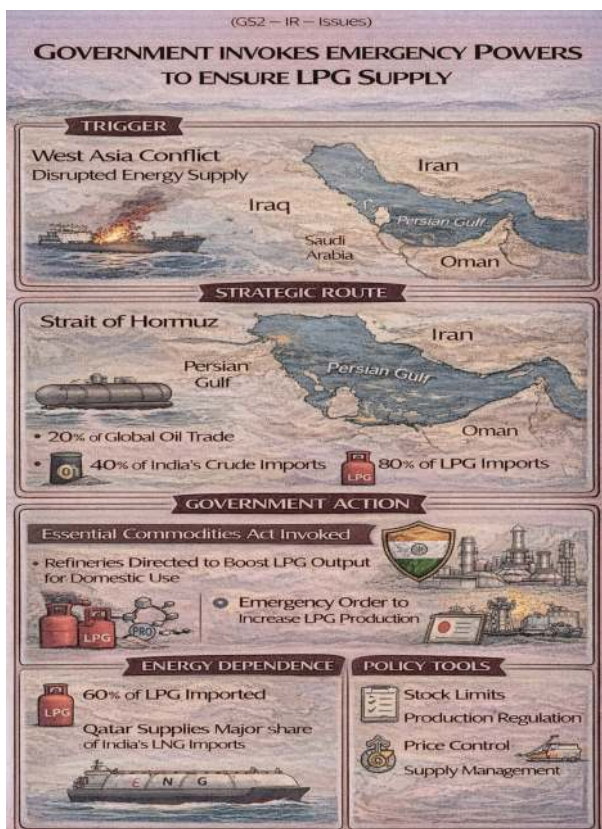 (GS2 – IR – Issues)
GOVERNMENT INVOKES EMERGENCY POWERS
TO ENSURE LPG SUPPLY
TRIGGER
West Asia Conflict
Disrupted Energy Supply
Iran
Iraq
Persian Gulf
Saudi
Arabia
Oman
STRATEGIC ROUTE
Strait of Hormuz
Iran
Persian
Gulf
Persian Gulf
Oman
• 20% of Global Oil Trade
• 40% of India's Crude Imports
LPG
80% of LPG Imports
GOVERNMENT ACTION
Essential Commodities Act Invoked
• Refineries Directed to Boost LPG Output
for Domestic Use
LPG
PRO
Emergency Order to
Increase LPG Production
ENERGY DEPENDENCE
LPG
60% of LPG Imported
Qatar Supplies Major share
of India's LNG Imports
ENG
POLICY TOOLS
Stock Limits
Production Regulation
Price Control
Supply Management